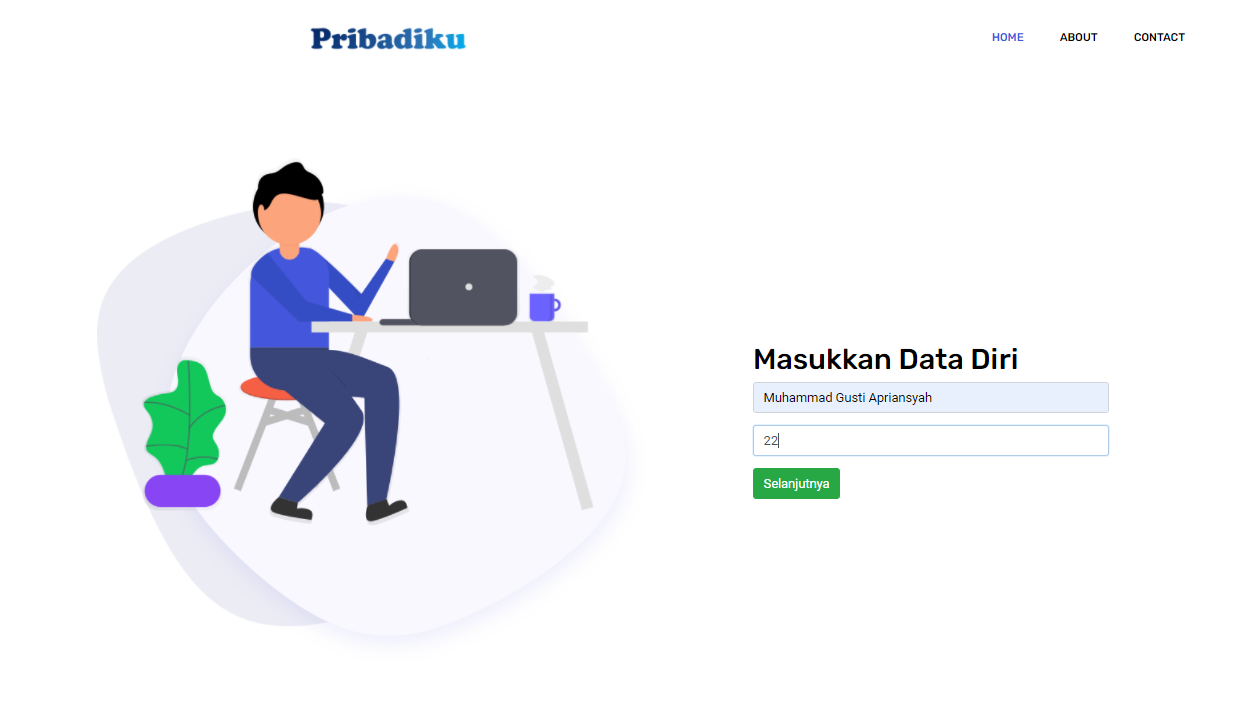 Pribadiku
HOME
ABOUT
CONTACT
Masukkan Data Diri
Muhammad Gusti Apriansyah
22
Selanjutnya